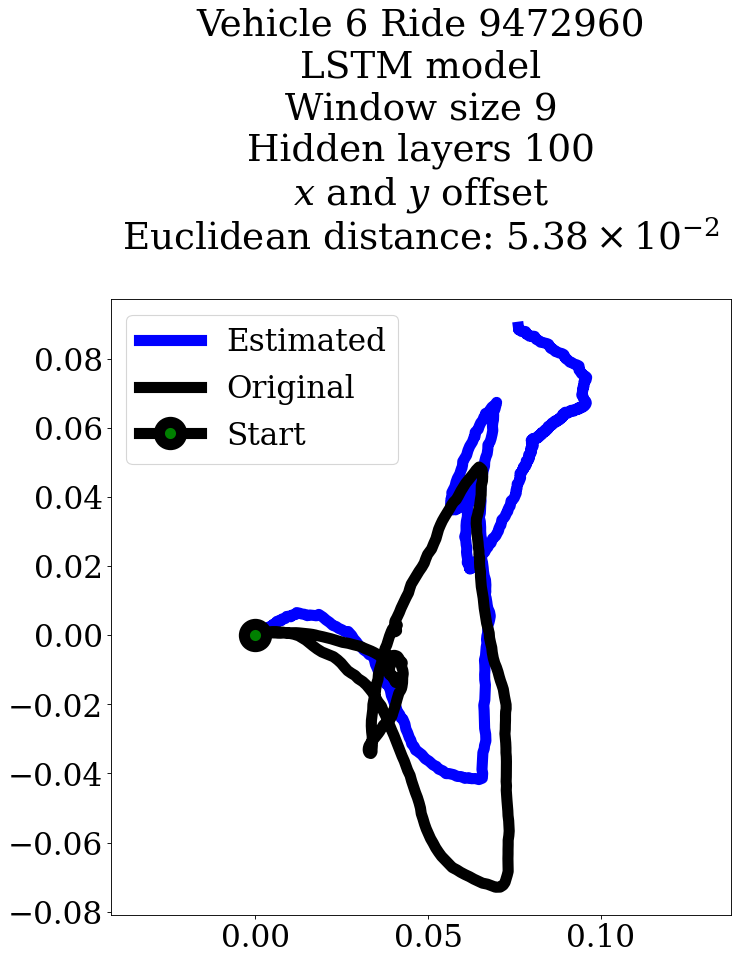 Vehicle 6 Ride 9472960
LSTM model
Window size 9
Hidden layers 100
x and y offset
Euclidean distance: 5.38 × 10⁻²
Estimated
Original
Start
0.08
0.06
0.04
0.02
0.00
−0.02
−0.04
−0.06
−0.08
0.00 0.05 0.10